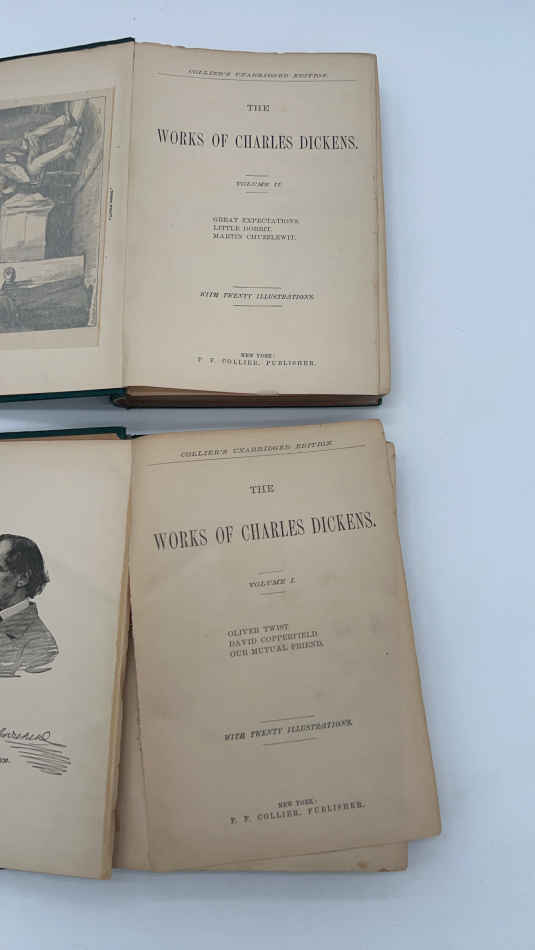 COLLIER'S UNABRIDGED EDITION.
THE
WORKS OF CHARLES DICKENS.
VOLUME II.
GREAT EXPECTATIONS.
LITTLE DORRIT.
MARTIN CHUZZLEWIT.
WITH TWENTY ILLUSTRATIONS.
NEW YORK:
P. F. COLLIER, PUBLISHER.
COLLIER'S UNABRIDGED EDITION
THE
WORKS OF CHARLES DICKENS.
VOLUME I.
OLIVER TWIST.
DAVID COPPERFIELD.
OUR MUTUAL FRIEND.
WITH TWENTY ILLUSTRATIONS.
NEW YORK:
P. F. COLLIER, PUBLISHER.